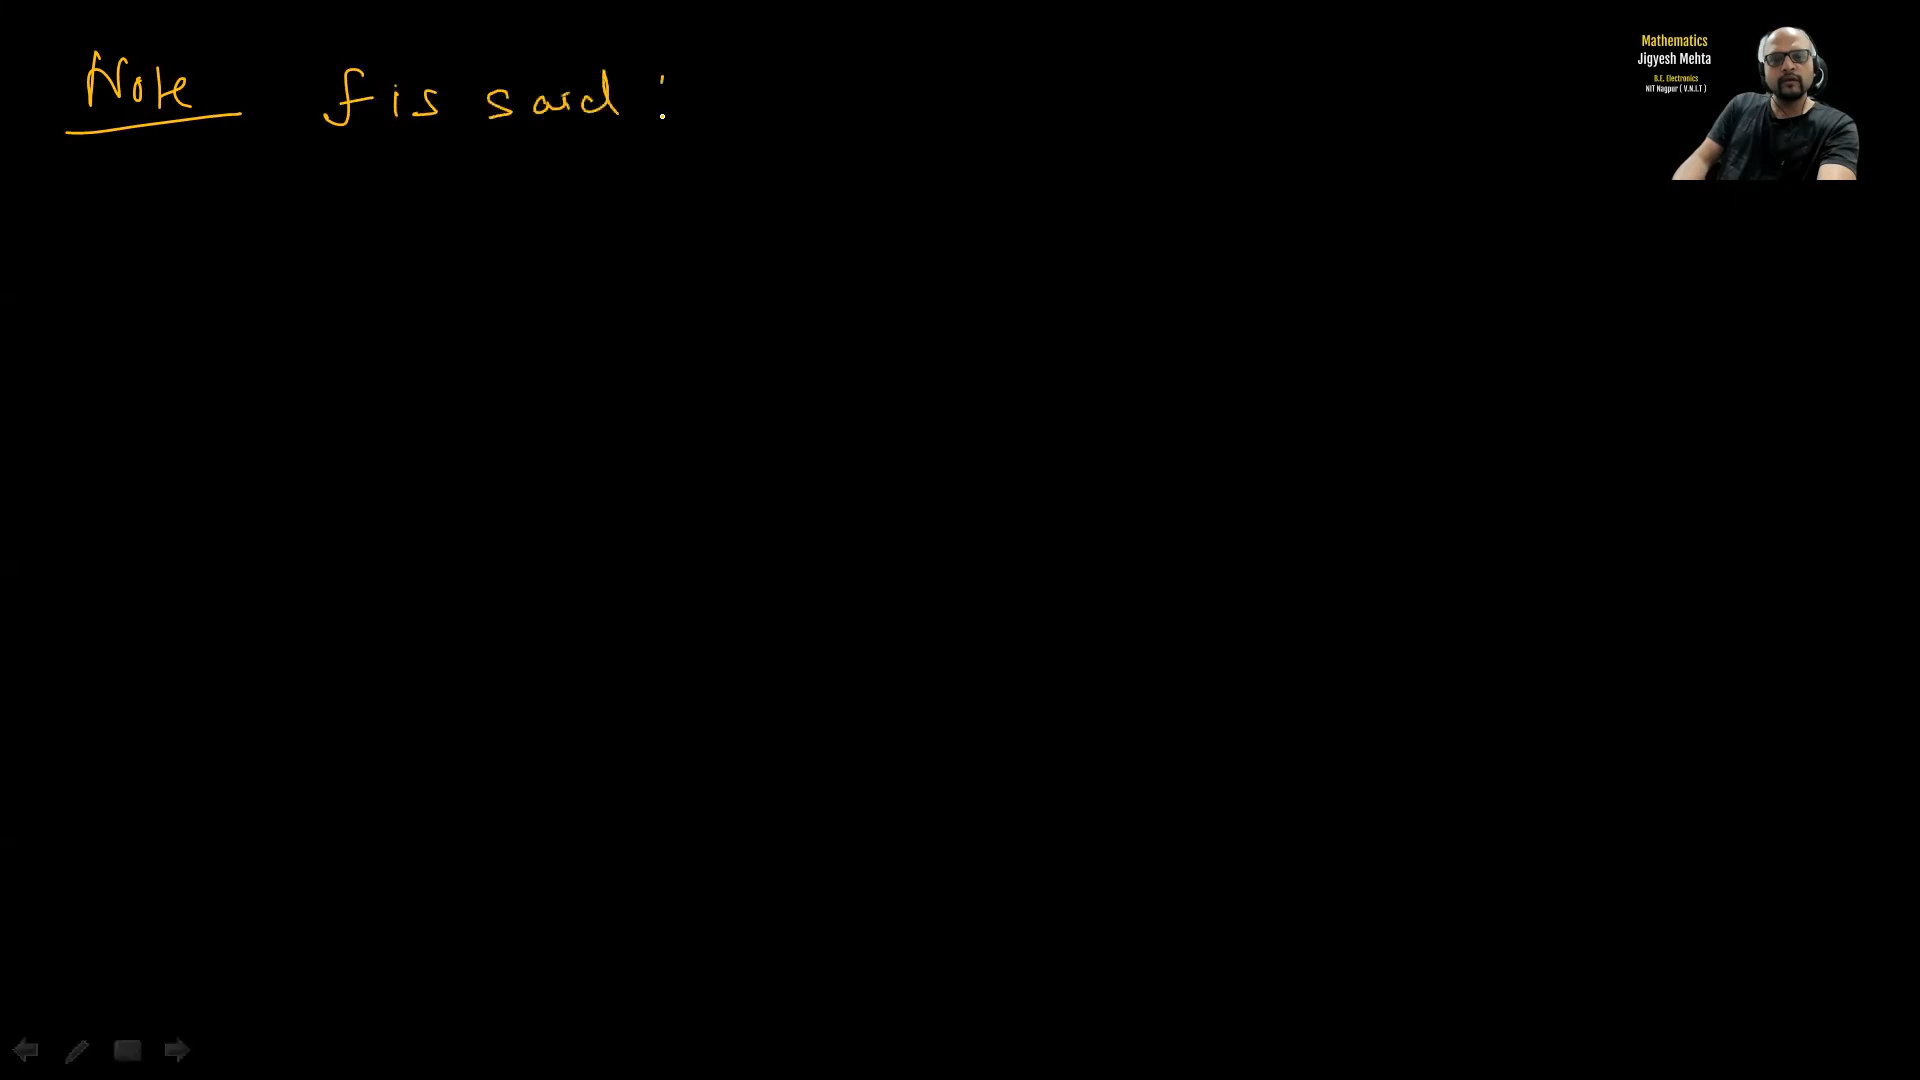 Note f is said :
Mathematics
Jigyesh Mehta
B.E. Electronics
NIT Nagpur ( V.N.I.T )